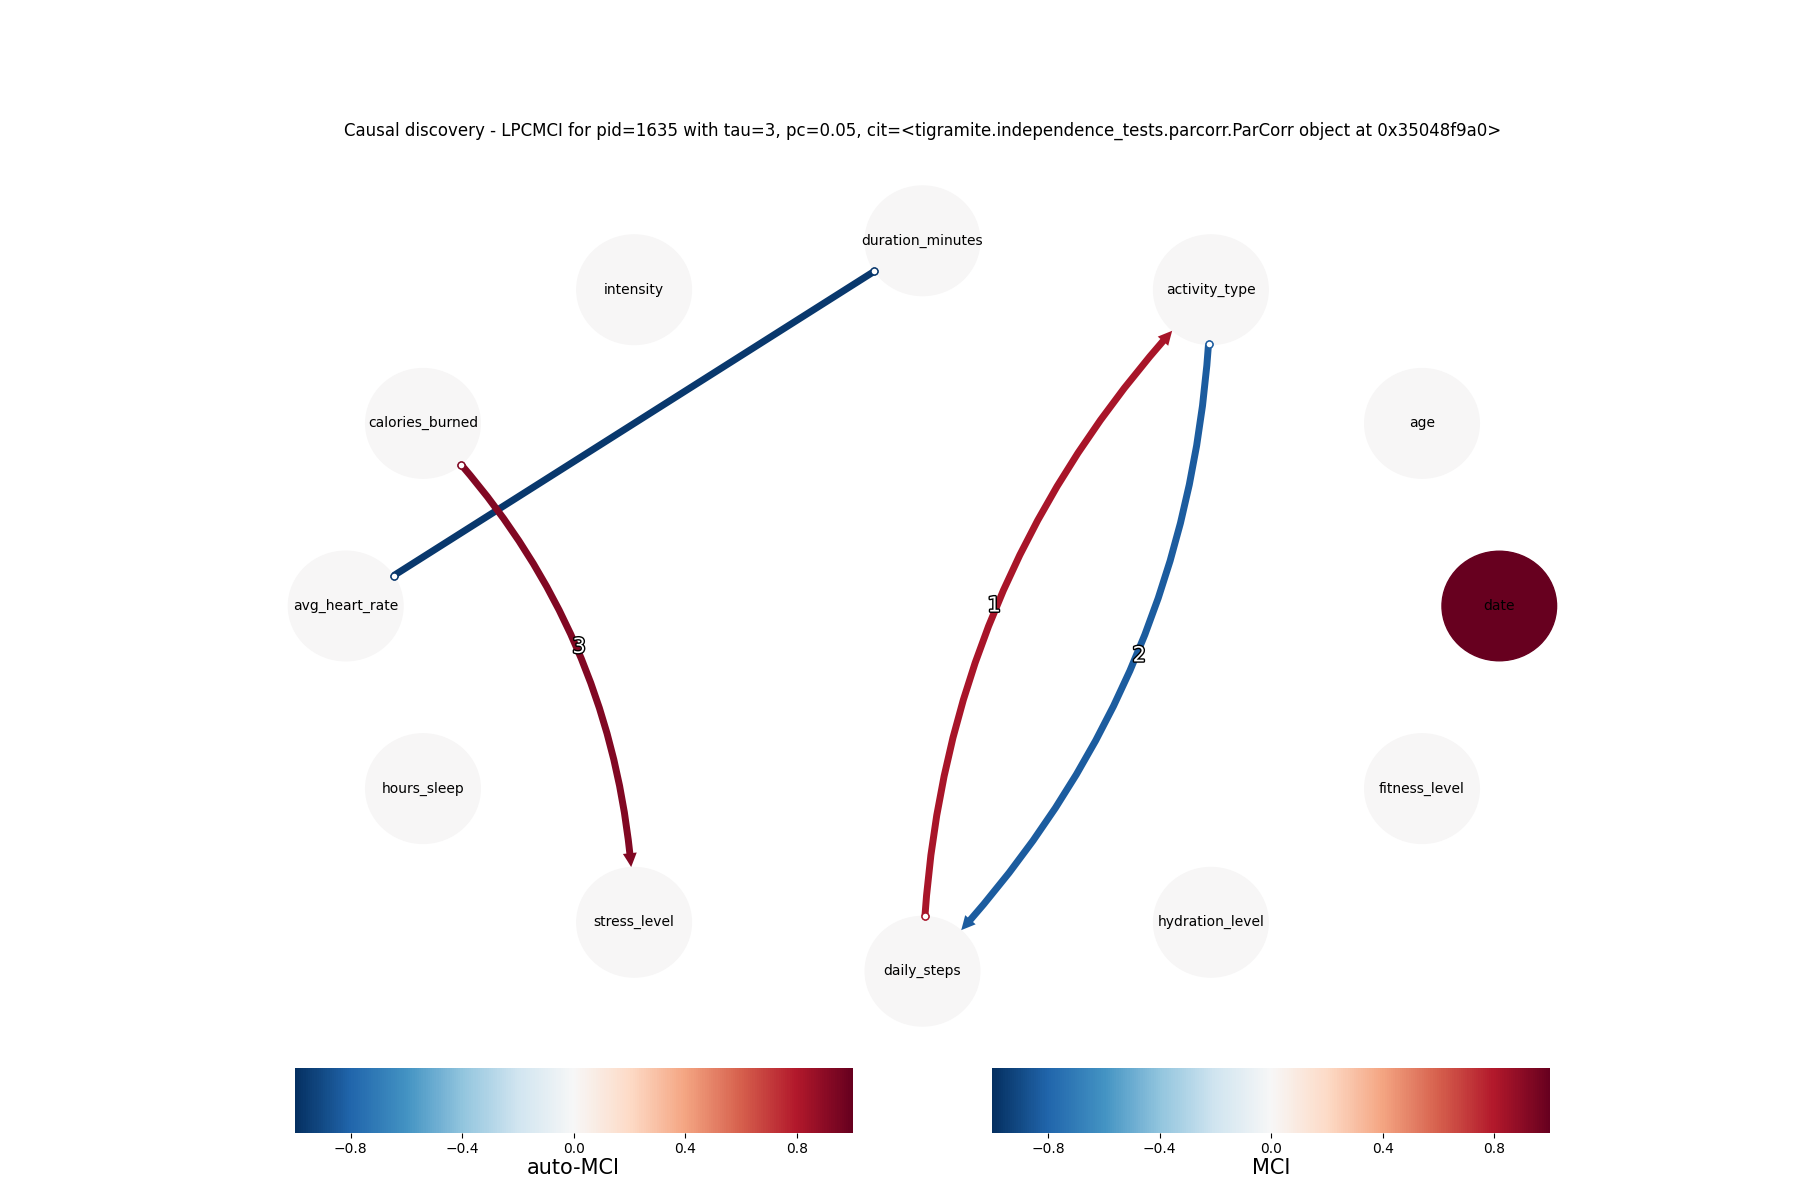 Causal discovery - LPCMCI for pid=1635 with tau=3, pc=0.05, cit=<tigramite.independence_tests.parcorr.ParCorr object at 0x35048f9a0>
duration_minutes
intensity
activity_type
calories_burned
age
avg_heart_rate
1
date
3
2
hours_sleep
fitness_level
stress_level
hydration_level
daily_steps
−0.8 −0.4 0.0 0.4 0.8
auto-MCI
−0.8 −0.4 0.0 0.4 0.8
MCI